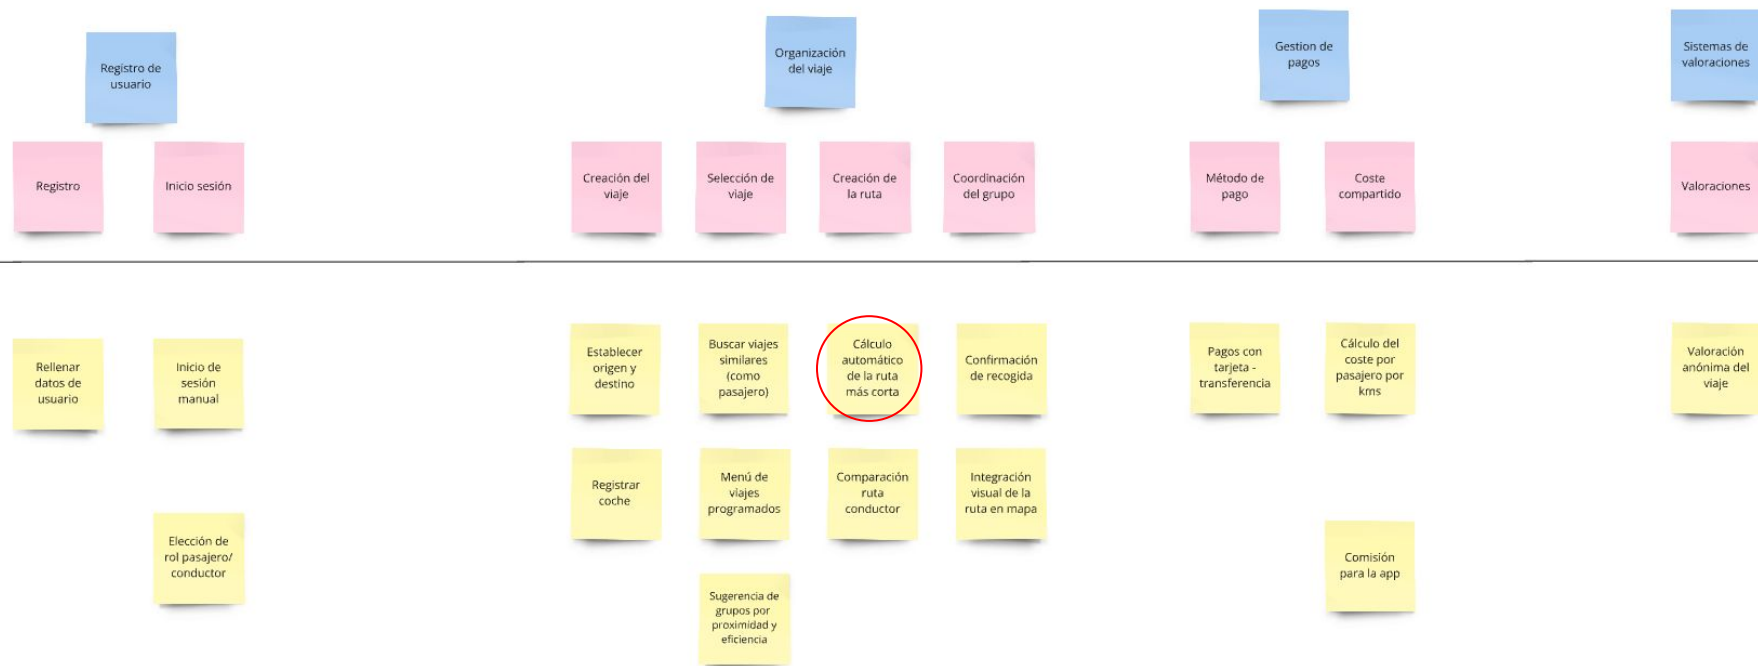 Registro de
usuario
Organización
del viaje
Gestion de
pagos
Sistemas de
valoraciones
Registro
Inicio sesión
Creación del
viaje
Selección de
viaje
Creación de
la ruta
Coordinación
del grupo
Método de
pago
Coste
compartido
Valoraciones
Rellenar
datos de
usuario
Inicio de
sesión
manual
Establecer
origen y
destino
Buscar viajes
similares
(como
pasajero)
Cálculo
automático
de la ruta
más corta
Confirmación
de recogida
Pagos con
tarjeta -
transferencia
Cálculo del
coste por
pasajero por
kms
Valoración
anónima del
viaje
Registrar
coche
Menú de
viajes
programados
Comparación
ruta
conductor
Integración
visual de la
ruta en mapa
Elección de
rol pasajero/
conductor
Comisión
para la app
Sugerencia de
grupos por
proximidad y
eficiencia